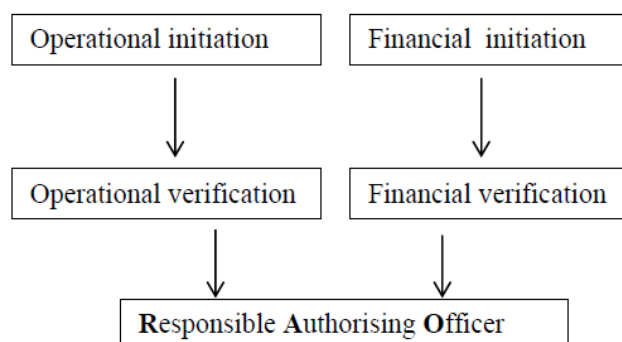 Operational initiation
Financial initiation
Operational verification
Financial verification
Responsible Authorising Officer